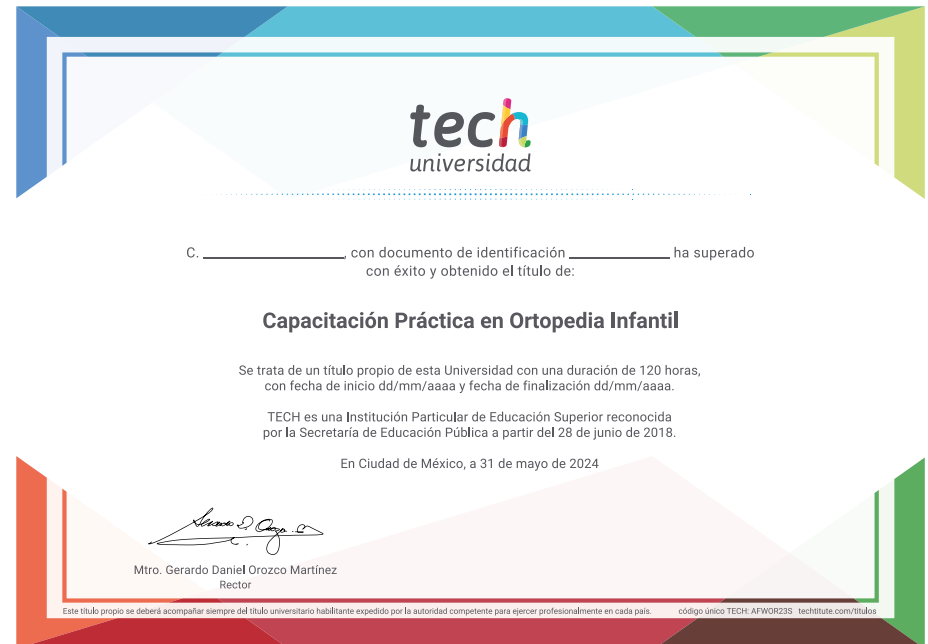 tech
universidad
C. ____________, con documento de identificación ____________ ha superado
con éxito y obtenido el título de:
Capacitación Práctica en Ortopedia Infantil
Se trata de un título propio de esta Universidad con una duración de 120 horas,
con fecha de inicio dd/mm/aaaa y fecha de finalización dd/mm/aaaa.
TECH es una Institución Particular de Educación Superior reconocida
por la Secretaría de Educación Pública a partir del 28 de junio de 2018.
En Ciudad de México, a 31 de mayo de 2024
Mtro. Gerardo Daniel Orozco Martínez
Rector
Este título propio se deberá acompañar siempre del título universitario habilitante expedido por la autoridad competente para ejercer profesionalmente en cada país. código único TECH: AFWOR23S techtitute.com/titulos